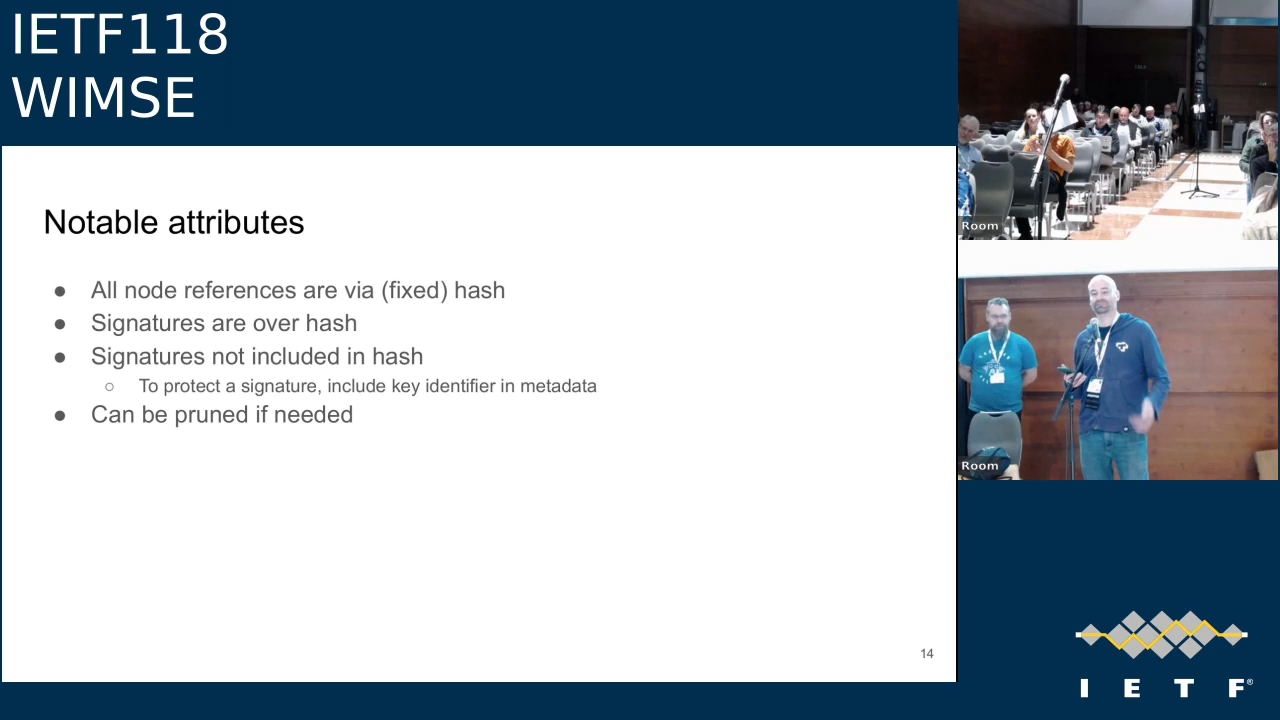 IETF118
WIMSE
Notable attributes
● All node references are via (fixed) hash
● Signatures are over hash
● Signatures not included in hash
○ To protect a signature, include key identifier in metadata
● Can be pruned if needed
14
Room
Room
I E T F®